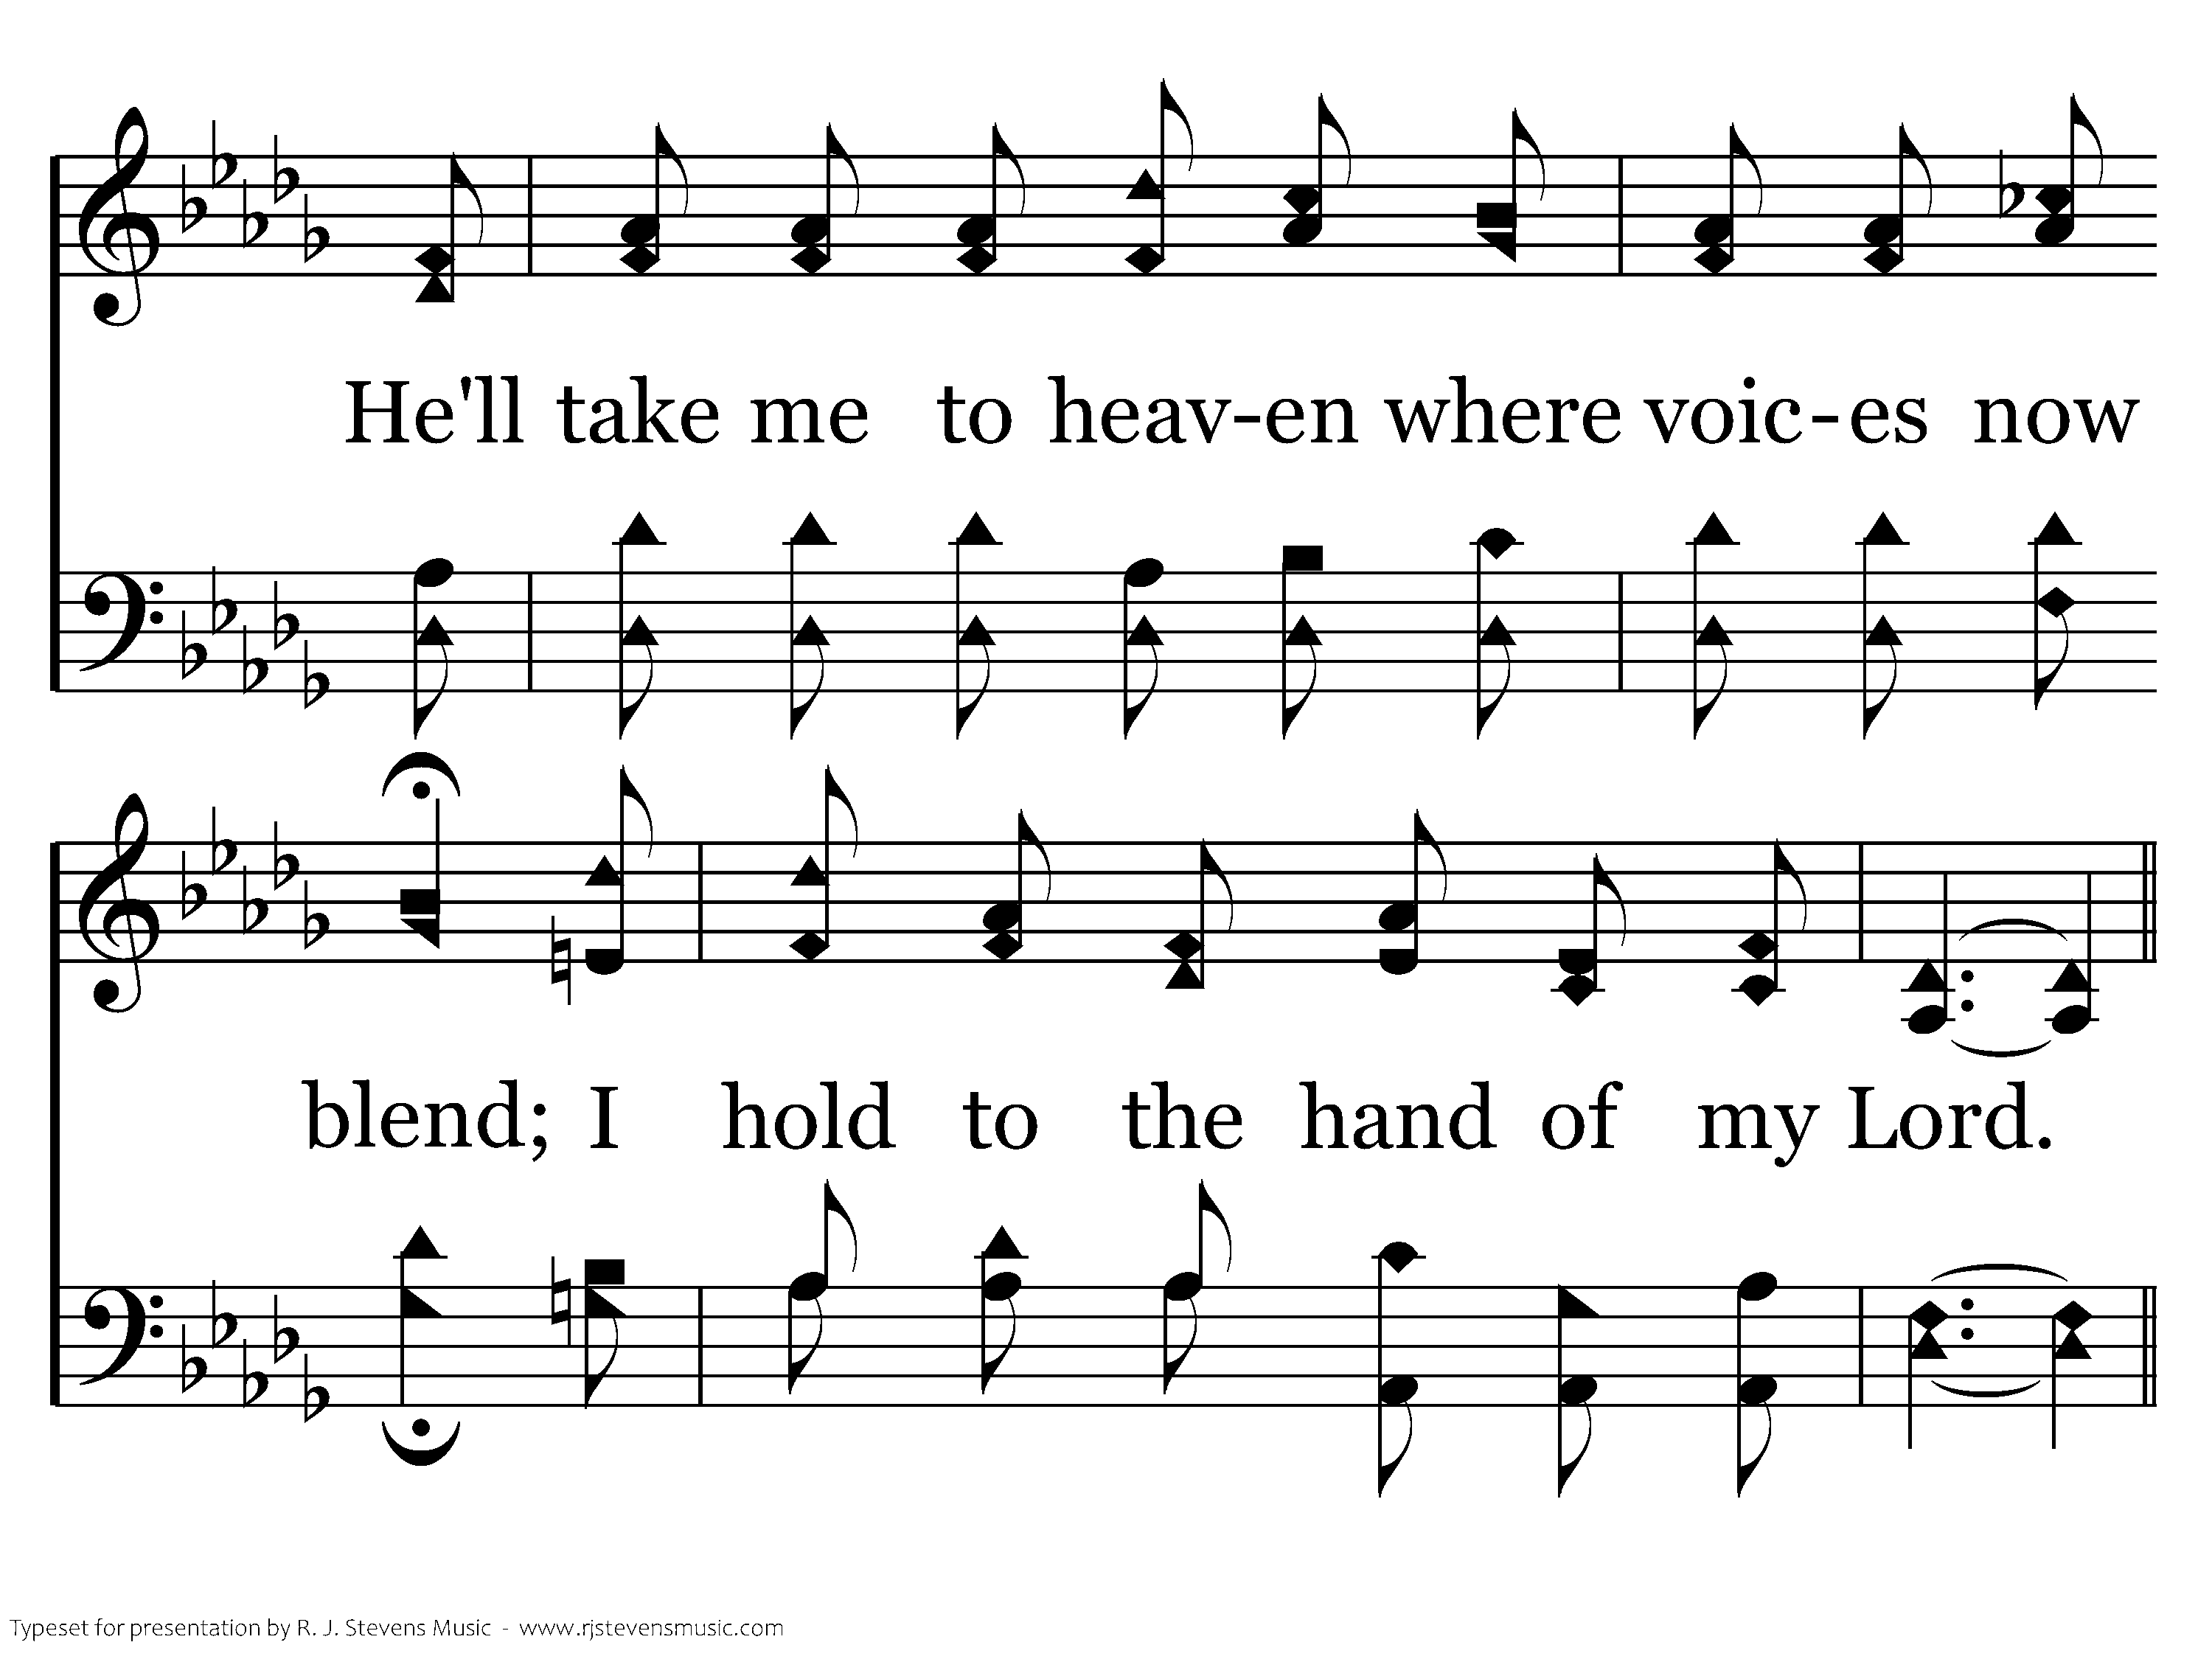 He'll take me to heav-en where voic-es now
blend; I hold to the hand of my Lord.
Typeset for presentation by R. J. Stevens Music - www.rjstevensmusic.com